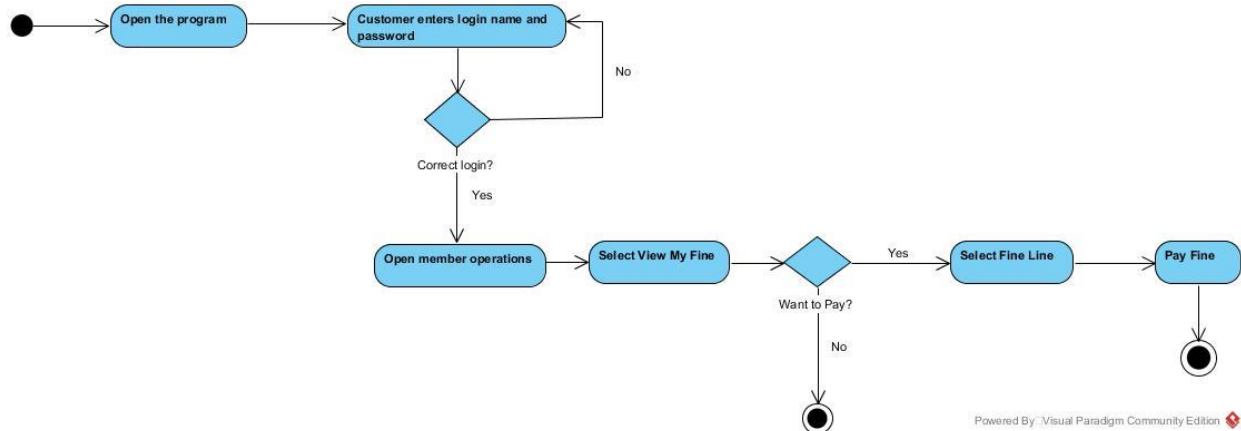 Open the program
Customer enters login name and
password
No
Correct login?
Yes
Open member operations
Select View My Fine
Yes
Select Fine Line
Pay Fine
Want to Pay?
No
Powered By Visual Paradigm Community Edition